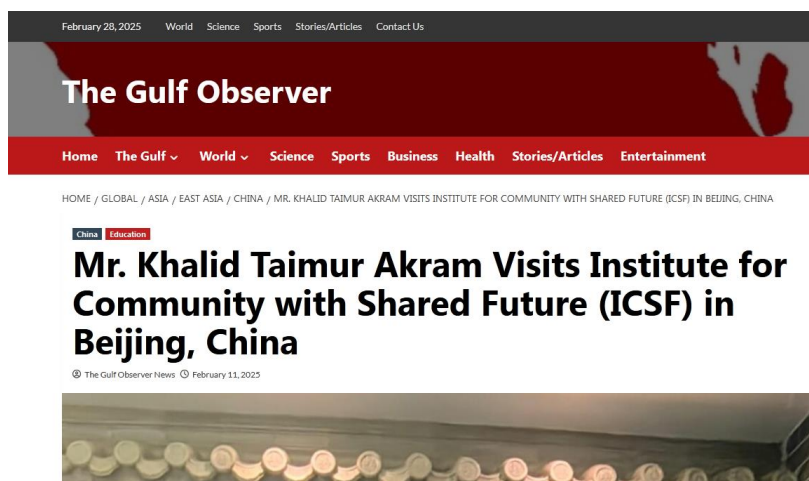 February 28, 2025 World Science Sports Stories/Articles Contact Us
The Gulf Observer
Home The Gulf World Science Sports Business Health Stories/Articles Entertainment
HOME / GLOBAL / ASIA / EAST ASIA / CHINA / MR. KHALID TAIMUR AKRAM VISITS INSTITUTE FOR COMMUNITY WITH SHARED FUTURE (ICSF) IN BEIJING, CHINA
China Education
Mr. Khalid Taimur Akram Visits Institute for
Community with Shared Future (ICSF) in
Beijing, China
The Gulf Observer News February 11, 2025